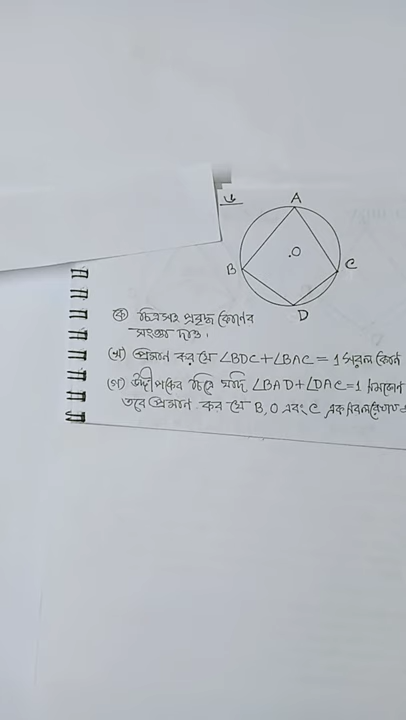 ৬
A
.O
B
C
D
(ক) চিত্রসহ প্রবৃদ্ধ কোণের
সংজ্ঞা দাও।
(খ) প্রমাণ কর যে ∠BDC+∠BAC = 1 সরল কোণ
(গ) উদ্দীপকের চিত্রে যদি ∠BAD+∠DAC=1 সমকোণ
তবে প্রমাণ কর যে B, O এবং C একই সরলরেখায়